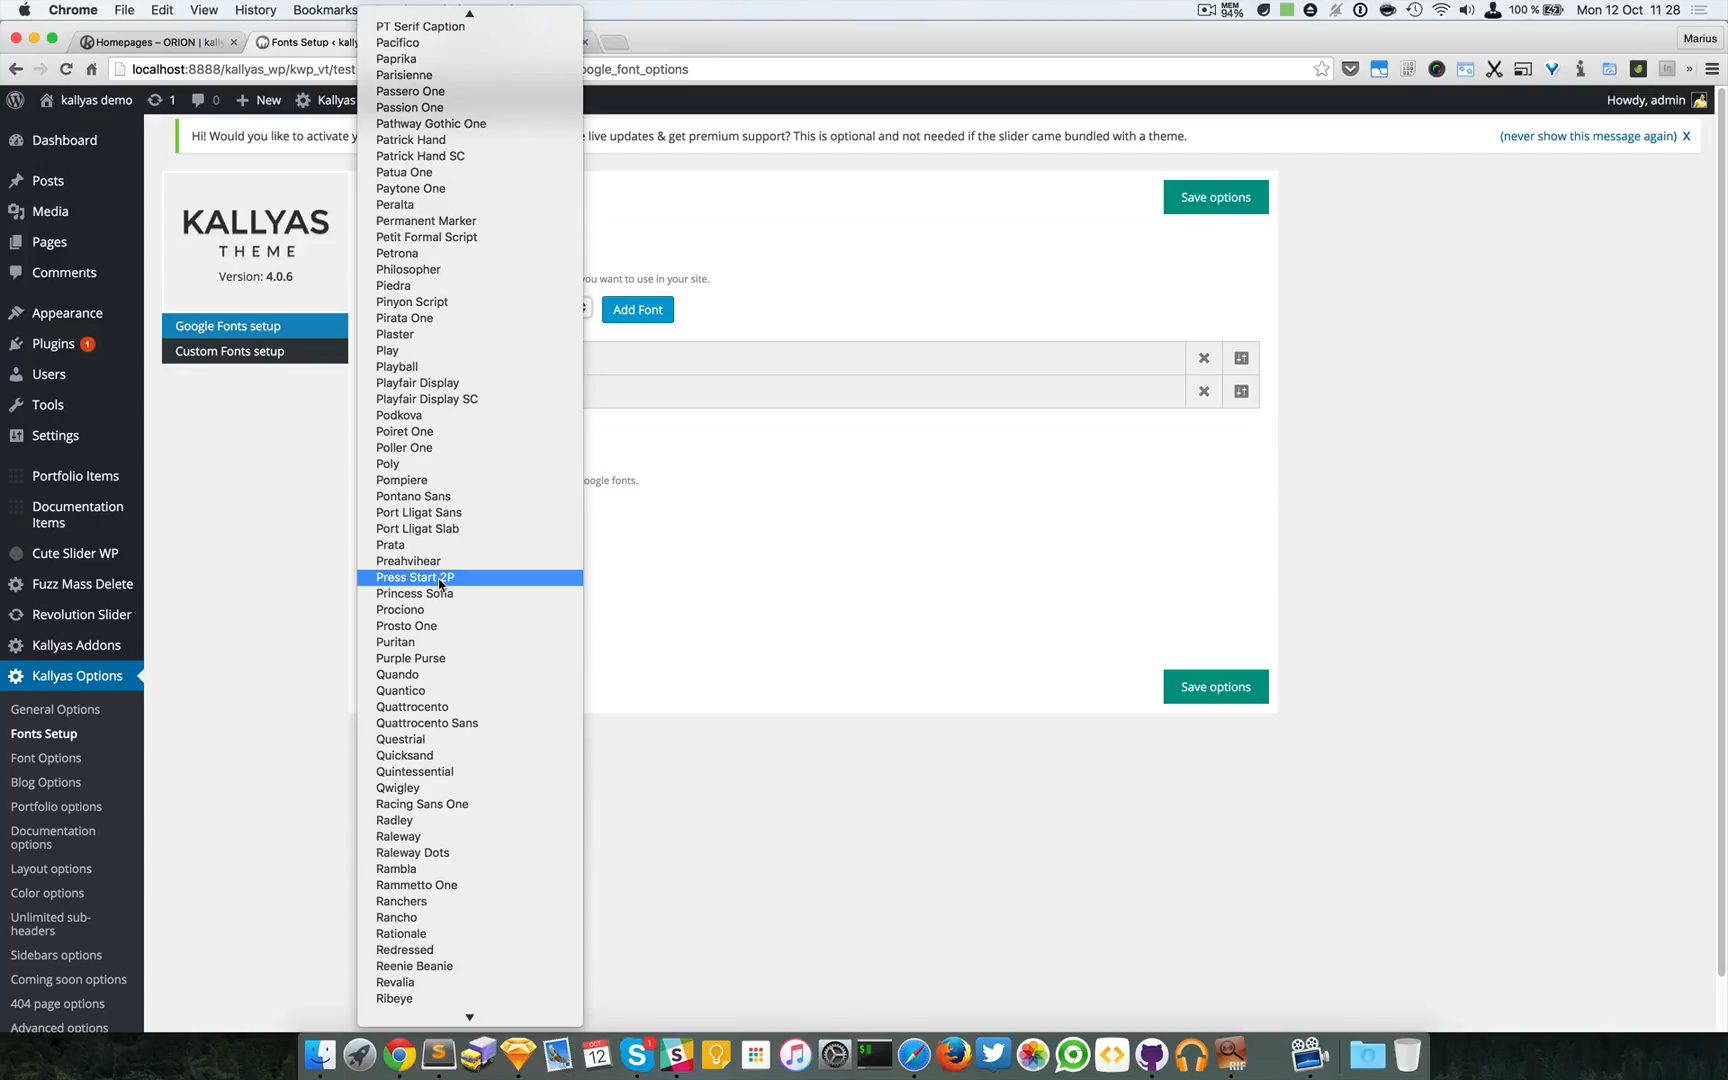 Chrome File Edit View History Bookmarks
MEM 94% 100 % Mon 12 Oct 11:28
Homepages – ORION | kal
Fonts Setup ‹ kally
Marius
localhost:8888/kallyas_wp/kwp_vt/test
oogle_font_options
kallyas demo 1 0 New Kallyas
Howdy, admin
Hi! Would you like to activate y
e live updates & get premium support? This is optional and not needed if the slider came bundled with a theme.
(never show this message again) X
Dashboard
Posts
Media
Pages
Comments
Appearance
Plugins 1
Users
Tools
Settings
Portfolio Items
Documentation
Items
Cute Slider WP
Fuzz Mass Delete
Revolution Slider
Kallyas Addons
Kallyas Options
General Options
Fonts Setup
Font Options
Blog Options
Portfolio options
Documentation
options
Layout options
Color options
Unlimited sub-
headers
Sidebars options
Coming soon options
404 page options
Advanced options
KALLYAS
THEME
Version: 4.0.6
Google Fonts setup
Custom Fonts setup
PT Serif Caption
Pacifico
Paprika
Parisienne
Passero One
Passion One
Pathway Gothic One
Patrick Hand
Patrick Hand SC
Patua One
Paytone One
Peralta
Permanent Marker
Petit Formal Script
Petrona
Philosopher
Piedra
Pinyon Script
Pirata One
Plaster
Play
Playball
Playfair Display
Playfair Display SC
Podkova
Poiret One
Poller One
Poly
Pompiere
Pontano Sans
Port Lligat Sans
Port Lligat Slab
Prata
Preahvihear
Press Start 2P
Princess Sofia
Prociono
Prosto One
Puritan
Purple Purse
Quando
Quantico
Quattrocento
Quattrocento Sans
Questrial
Quicksand
Quintessential
Qwigley
Racing Sans One
Radley
Raleway
Raleway Dots
Rambla
Rammetto One
Ranchers
Rancho
Rationale
Redressed
Reenie Beanie
Revalia
Ribeye
Save options
you want to use in your site.
Add Font
oogle fonts.
Save options
OCT
12
1
RIF